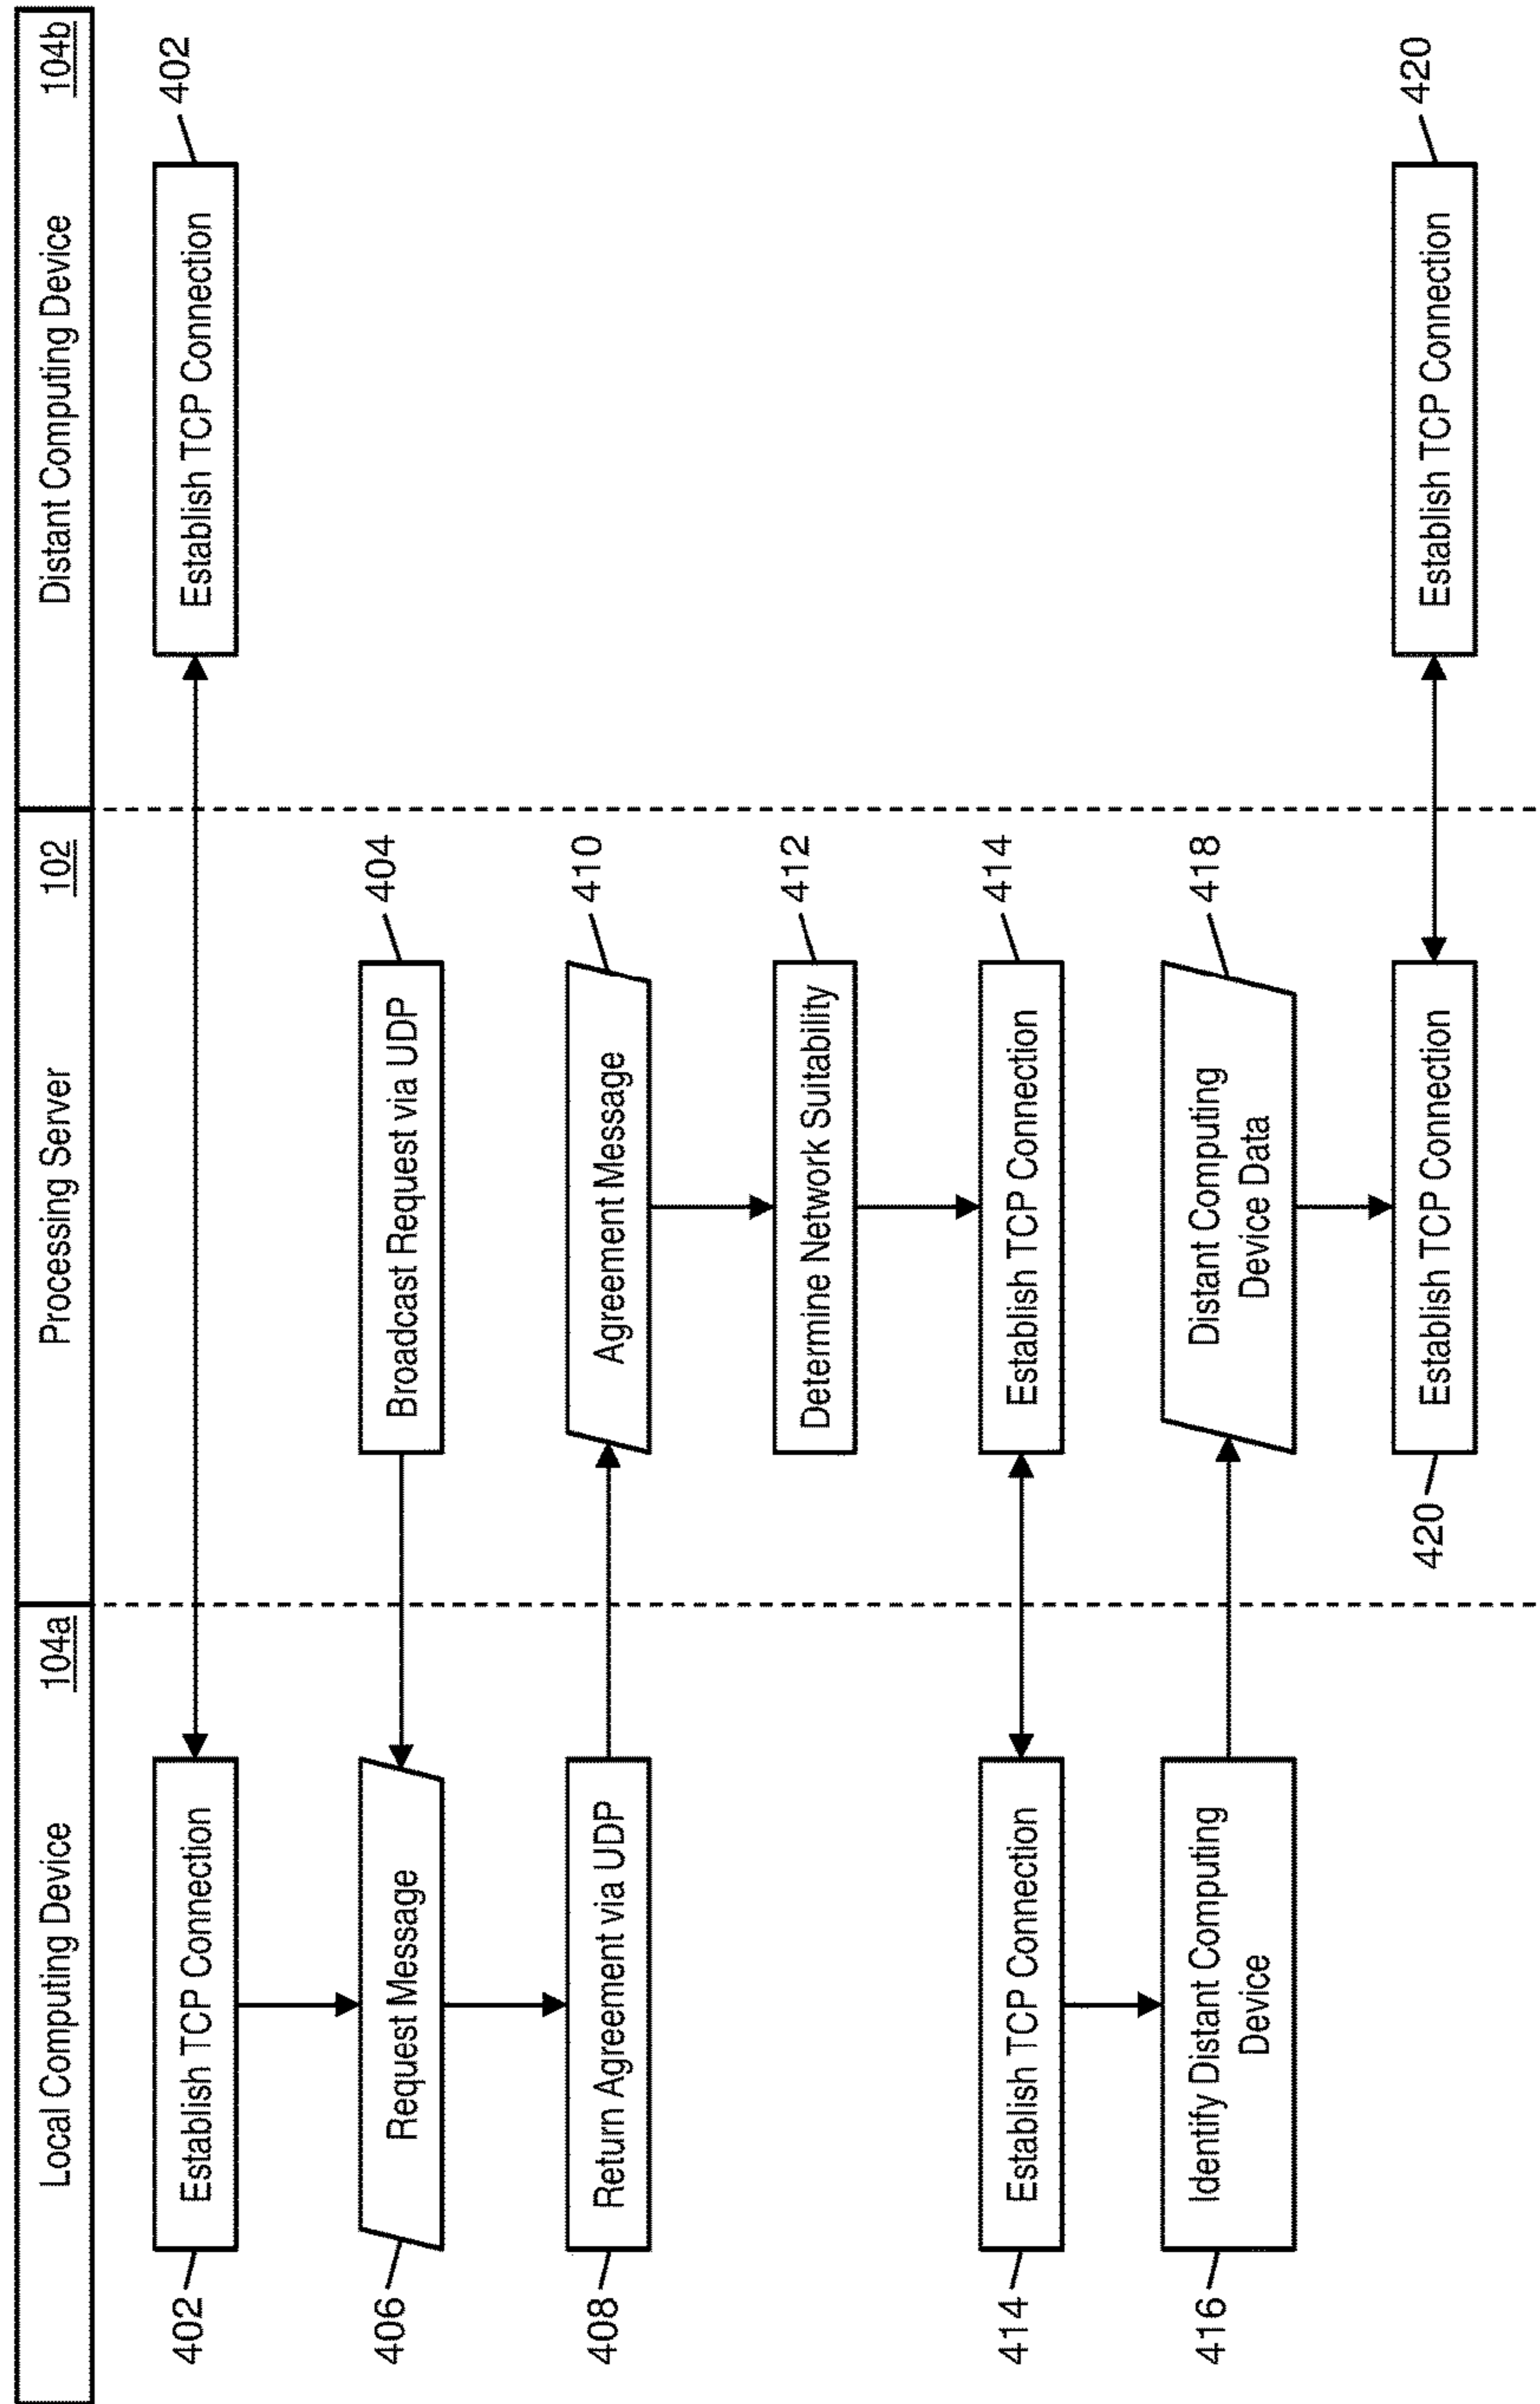 Local Computing Device 104a
Processing Server 102
Distant Computing Device 104b
402
Establish TCP Connection
Establish TCP Connection
402
Broadcast Request via UDP
404
406
Request Message
408
Return Agreement via UDP
Agreement Message
410
Determine Network Suitability
412
414
Establish TCP Connection
Establish TCP Connection
414
416
Identify Distant Computing
Device
Distant Computing
Device Data
418
420
Establish TCP Connection
Establish TCP Connection
420